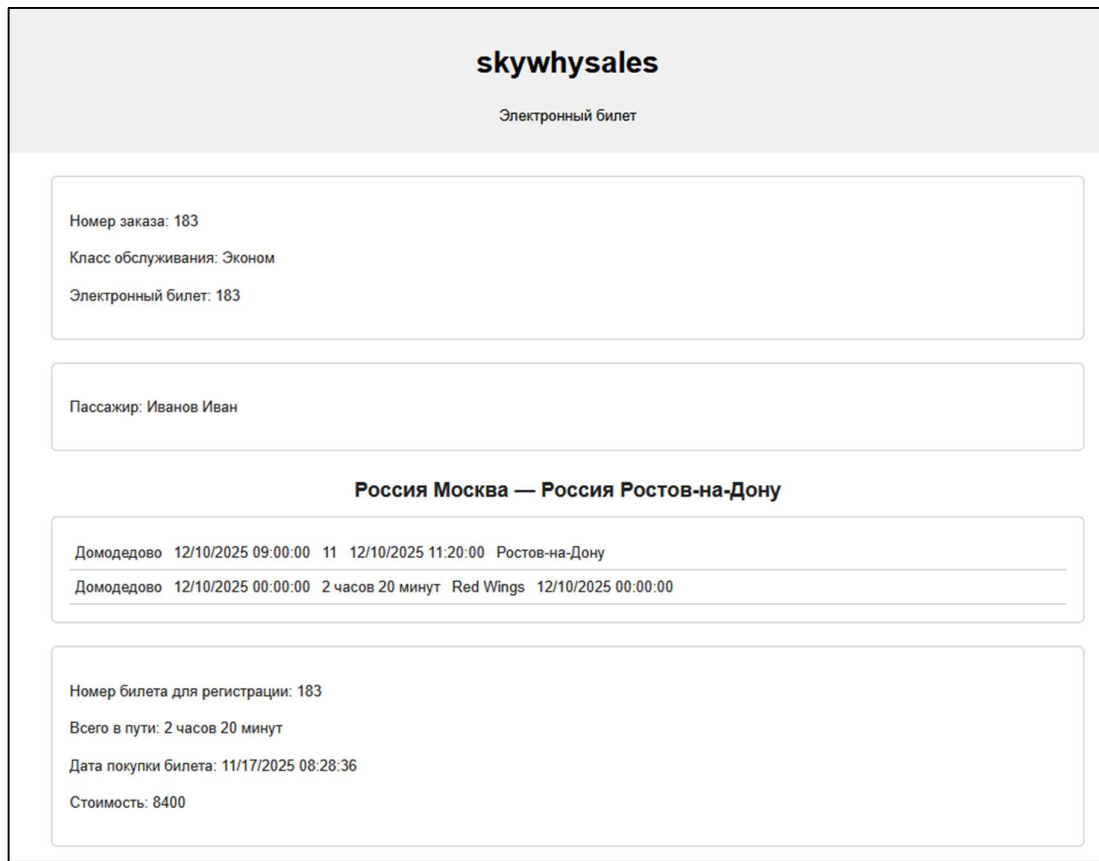 skywhysales
Электронный билет
Номер заказа: 183
Класс обслуживания: Эконом
Электронный билет: 183
Пассажир: Иванов Иван
Россия Москва — Россия Ростов-на-Дону
Домодедово 12/10/2025 09:00:00 11 12/10/2025 11:20:00 Ростов-на-Дону
Домодедово 12/10/2025 00:00:00 2 часов 20 минут Red Wings 12/10/2025 00:00:00
Номер билета для регистрации: 183
Всего в пути: 2 часов 20 минут
Дата покупки билета: 11/17/2025 08:28:36
Стоимость: 8400